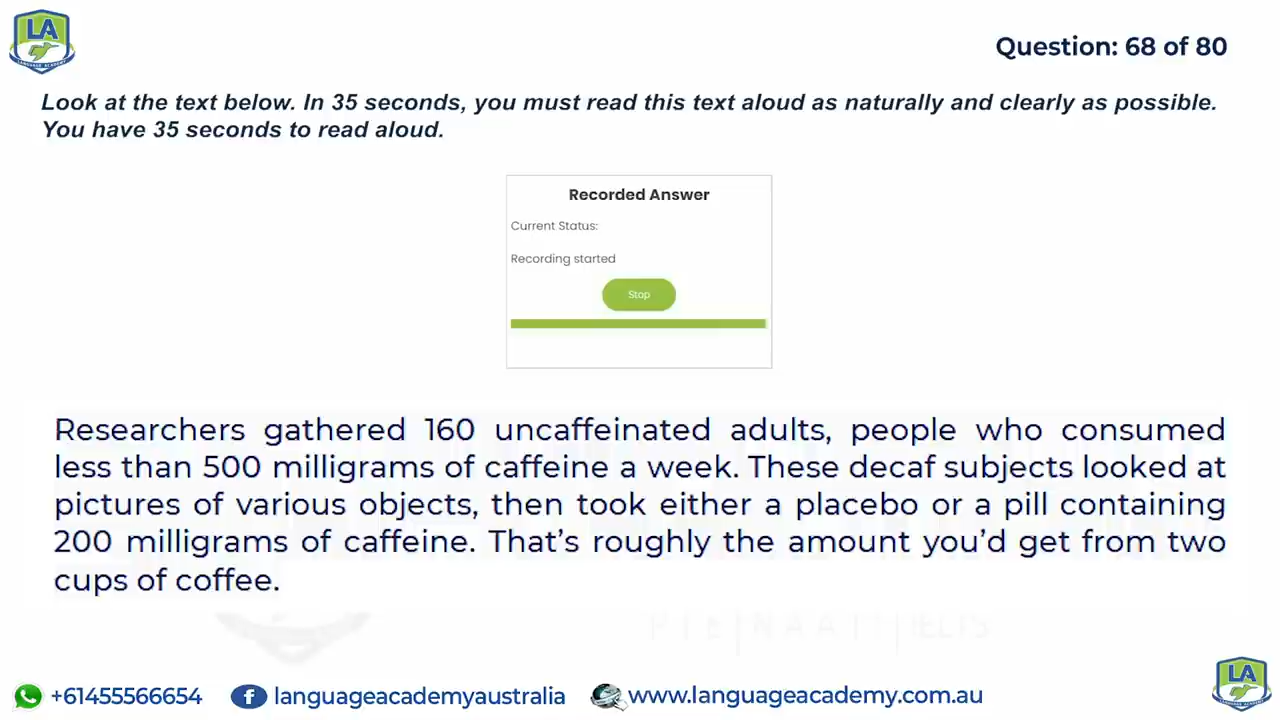 LA
LANGUAGE ACADEMY
Question: 68 of 80
Look at the text below. In 35 seconds, you must read this text aloud as naturally and clearly as possible.
You have 35 seconds to read aloud.
Recorded Answer
Current Status:
Recording started
Stop
Researchers gathered 160 uncaffeinated adults, people who consumed
less than 500 milligrams of caffeine a week. These decaf subjects looked at
pictures of various objects, then took either a placebo or a pill containing
200 milligrams of caffeine. That's roughly the amount you'd get from two
cups of coffee.
PTE|NAATI|IELTS
+61455566654
languageacademyaustralia
www.languageacademy.com.au
LA